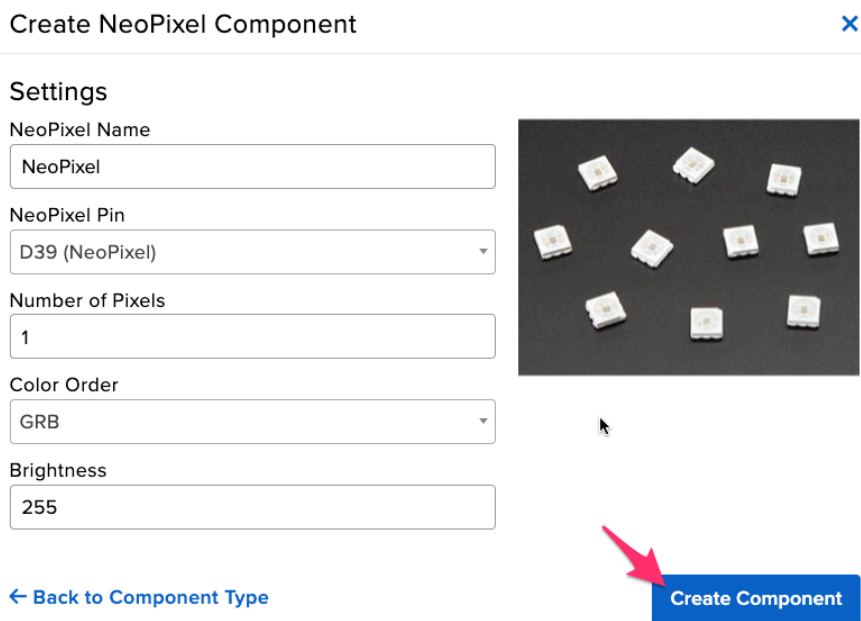 Create NeoPixel Component
Settings
NeoPixel Name
NeoPixel
NeoPixel Pin
D39 (NeoPixel)
Number of Pixels
1
Color Order
GRB
Brightness
255
← Back to Component Type
Create Component